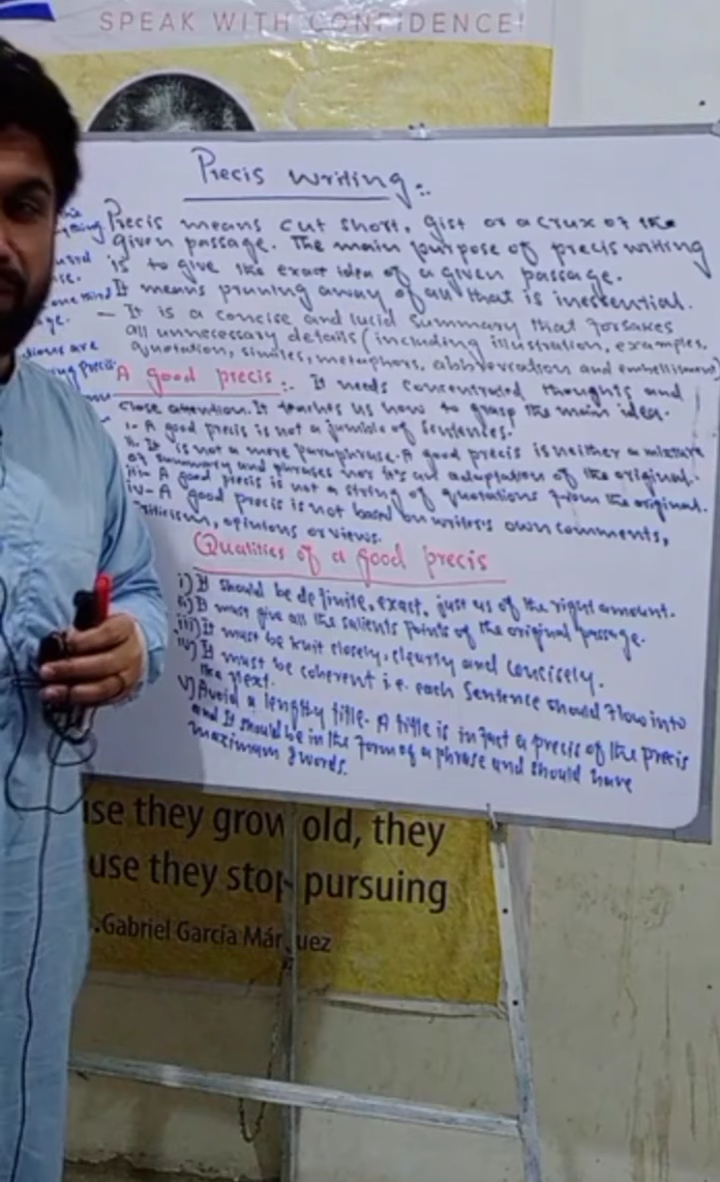 SPEAK WITH CONFIDENCE!
Precis writing:.
Precis means cut short, gist or a crux of the
given passage. The main purpose of precis writing
is to give the exact idea of a given passage.
It means pruning away of all that is inessential.
– It is a concise and lucid summary that forsakes
all unnecessary details (including illustration, examples,
quotation, similes, metaphors, abbreviation and embellishment)
A good precis:. It needs concentrated thoughts and
close attention. It teaches us how to grasp the main idea.
i- A good precis is not a jumble of sentences.
ii- It is not a mere paraphrase. A good precis is neither a mixture
of summary and phrases nor it's an adaptation of the original.
iii- A good precis is not a string of quotations from the original.
iv- A good precis is not based on writer's own comments,
criticism, opinions or views.
Qualities of a good precis
i) It should be definite, exact, just us of the right amount.
ii) It must give all the salients points of the original passage.
iii) It must be knit closely, clearly and concisely.
iv) It must be coherent i.e. each sentence should flow into
the next.
v) Avoid a lengthy title. A title is infact a precis of the precis
and It should be in the form of a phrase and should have
maximum 7 words.
use they grow old, they
use they stop pursuing
Gabriel García Márquez